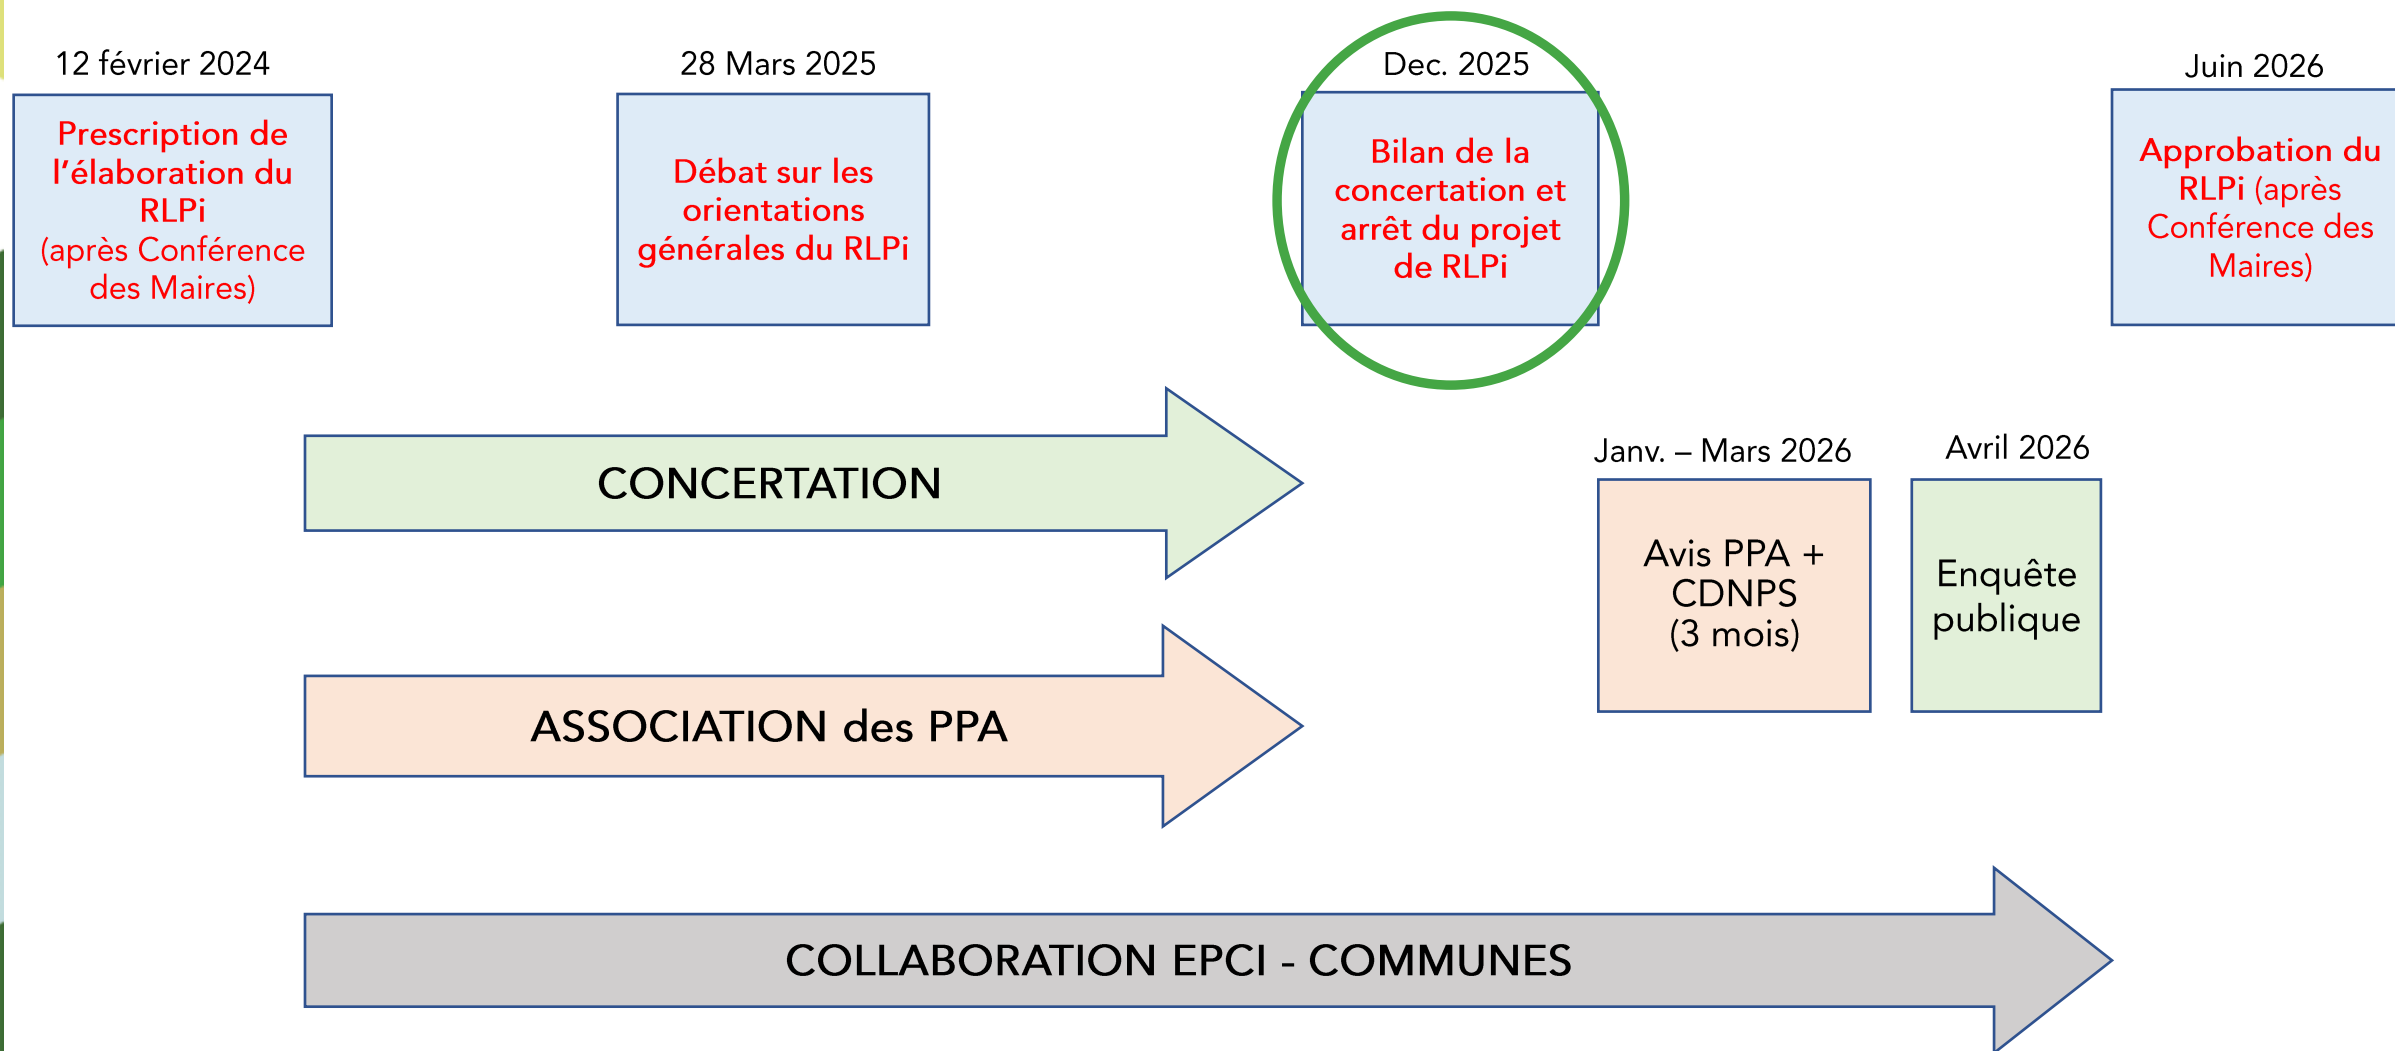 12 février 2024
Prescription de
l’élaboration du
RLPi
(après Conférence
des Maires)
28 Mars 2025
Débat sur les
orientations
générales du RLPi
Dec. 2025
Bilan de la
concertation et
arrêt du projet
de RLPi
Juin 2026
Approbation du
RLPi (après
Conférence des
Maires)
CONCERTATION
Janv. – Mars 2026
Avis PPA +
CDNPS
(3 mois)
Avril 2026
Enquête
publique
ASSOCIATION des PPA
COLLABORATION EPCI - COMMUNES